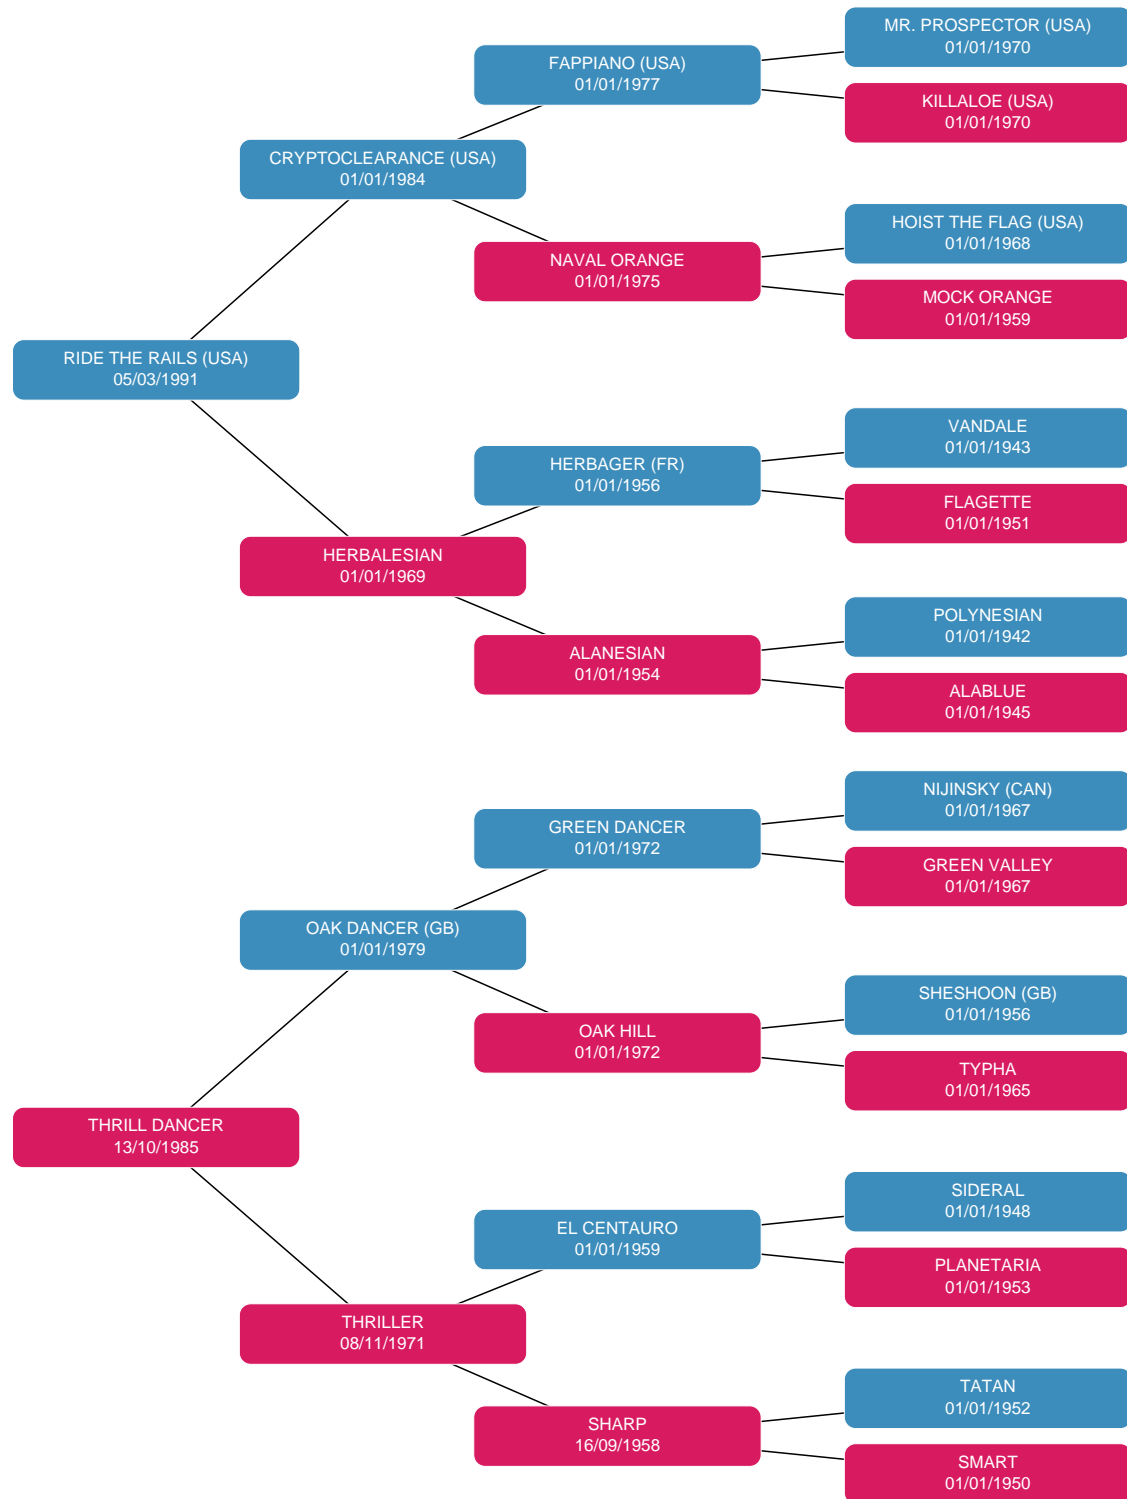 MR. PROSPECTOR (USA)
01/01/1970
FAPPIANO (USA)
01/01/1977
KILLALOE (USA)
01/01/1970
CRYPTOCLEARANCE (USA)
01/01/1984
HOIST THE FLAG (USA)
01/01/1968
NAVAL ORANGE
01/01/1975
MOCK ORANGE
01/01/1959
RIDE THE RAILS (USA)
05/03/1991
VANDALE
01/01/1943
HERBAGER (FR)
01/01/1956
FLAGETTE
01/01/1951
HERBALESIAN
01/01/1969
POLYNESIAN
01/01/1942
ALANESIAN
01/01/1954
ALABLUE
01/01/1945
NIJINSKY (CAN)
01/01/1967
GREEN DANCER
01/01/1972
GREEN VALLEY
01/01/1967
OAK DANCER (GB)
01/01/1979
SHESHOON (GB)
01/01/1956
OAK HILL
01/01/1972
TYPHA
01/01/1965
THRILL DANCER
13/10/1985
SIDERAL
01/01/1948
EL CENTAURO
01/01/1959
PLANETARIA
01/01/1953
THRILLER
08/11/1971
TATAN
01/01/1952
SHARP
16/09/1958
SMART
01/01/1950